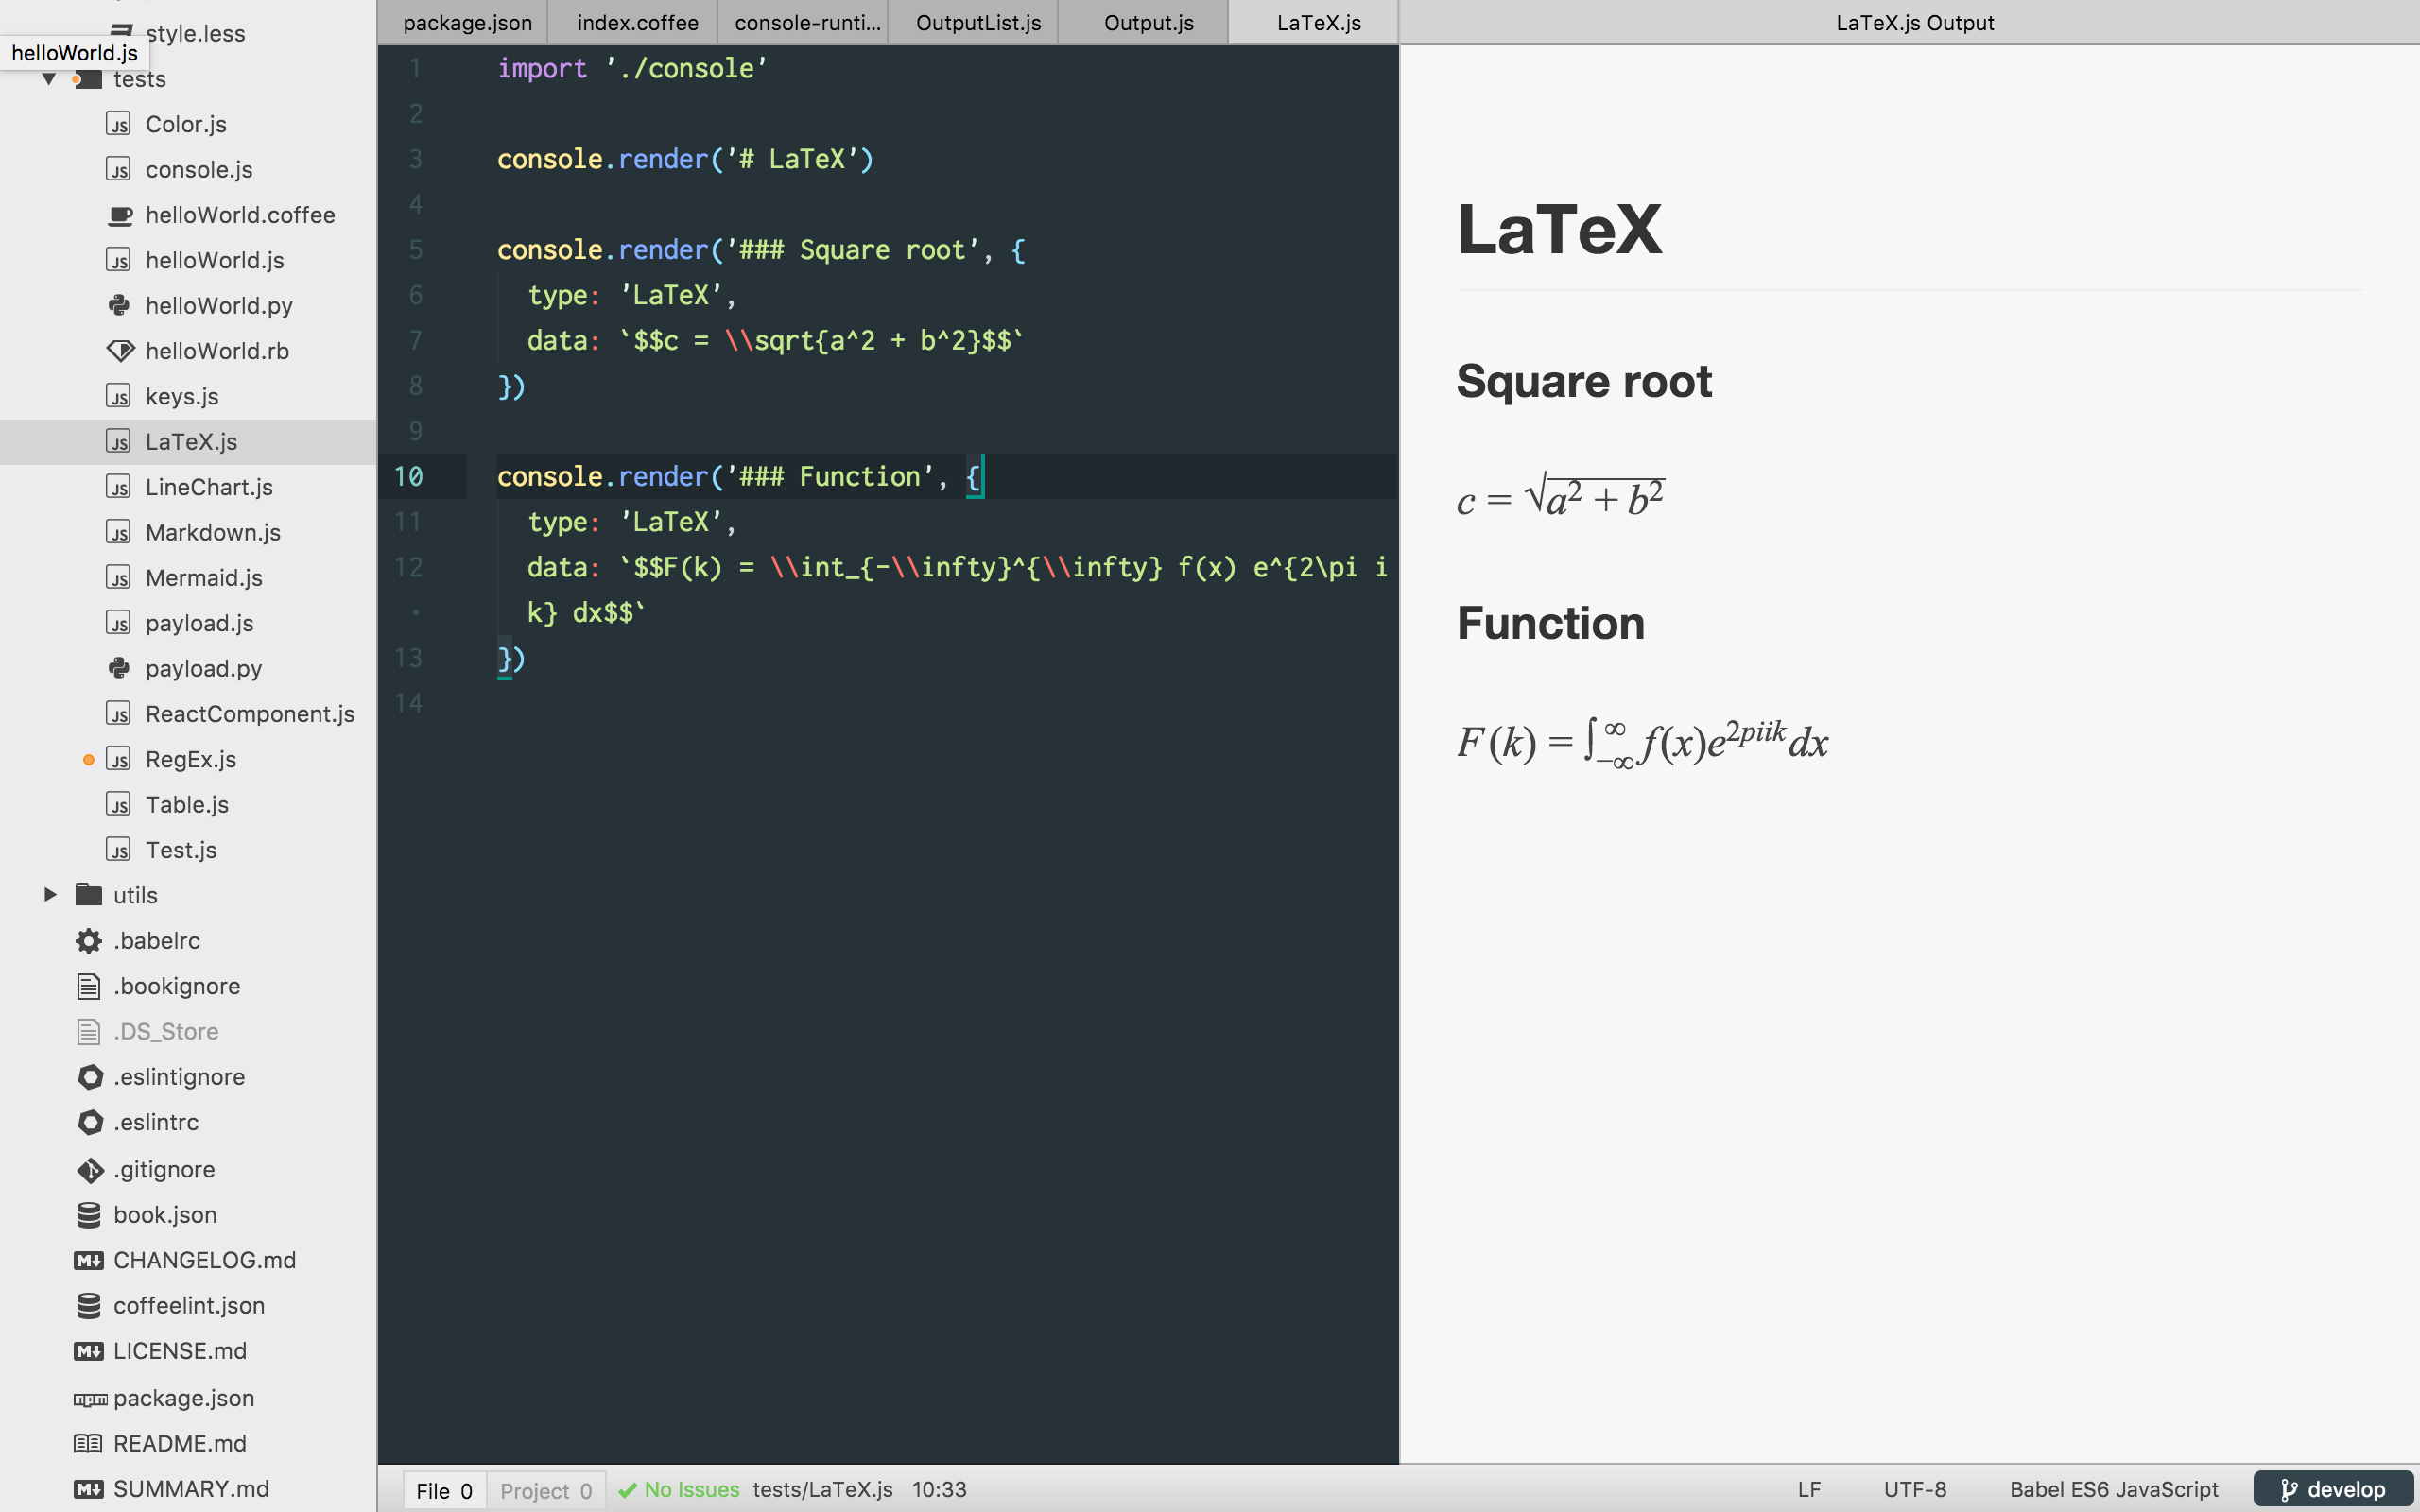 style.less
helloWorld.js
tests
Color.js
console.js
helloWorld.coffee
helloWorld.js
helloWorld.py
helloWorld.rb
keys.js
LaTeX.js
LineChart.js
Markdown.js
Mermaid.js
payload.js
payload.py
ReactComponent.js
RegEx.js
Table.js
Test.js
utils
.babelrc
.bookignore
.DS_Store
.eslintignore
.eslintrc
.gitignore
book.json
CHANGELOG.md
coffeelint.json
LICENSE.md
package.json
README.md
SUMMARY.md
package.json index.coffee console-runti... OutputList.js Output.js LaTeX.js
1 import './console'
2
3 console.render('# LaTeX')
4
5 console.render('### Square root', {
6 type: 'LaTeX',
7 data: `$$c = \\sqrt{a^2 + b^2}$$`
8 })
9
10 console.render('### Function', {
11 type: 'LaTeX',
12 data: `$$F(k) = \\int_{-\\infty}^{\\infty} f(x) e^{2\pi i
• k} dx$$`
13 })
14
LaTeX.js Output
LaTeX
Square root
c = √a² + b²
Function
F(k) = ∫_{−∞}^{∞} f(x)e^{2piik}dx
File 0 Project 0 No Issues tests/LaTeX.js 10:33 LF UTF-8 Babel ES6 JavaScript develop